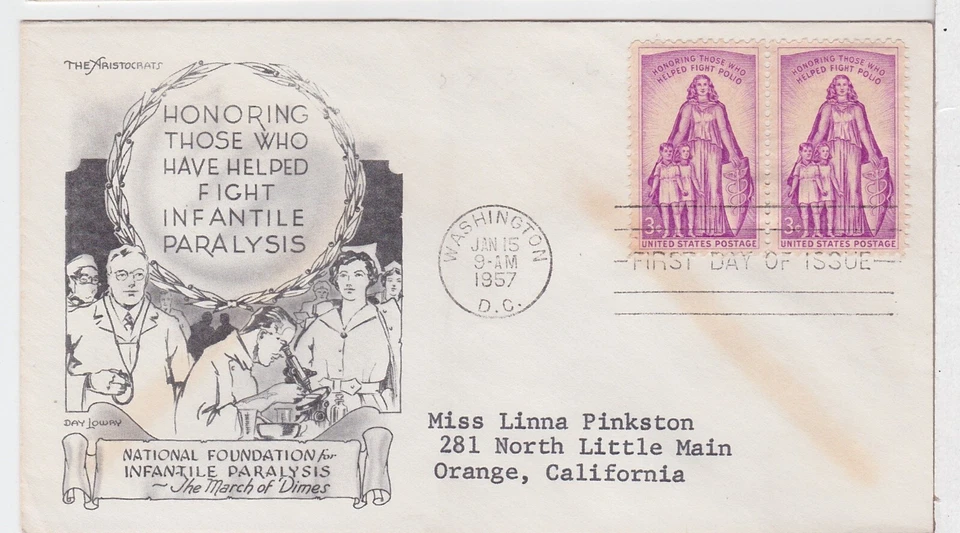 THE ARISTOCRATS
HONORING
THOSE WHO
HAVE HELPED
FIGHT
INFANTILE
PARALYSIS
DAY LOWRY
NATIONAL FOUNDATION for
INFANTILE PARALYSIS
~ The March of Dimes
WASHINGTON
JAN 15
9-AM
1957
D.C.
HONORING THOSE WHO
HELPED FIGHT POLIO
3¢
UNITED STATES POSTAGE
HONORING THOSE WHO
HELPED FIGHT POLIO
3¢
UNITED STATES POSTAGE
FIRST DAY OF ISSUE
Miss Linna Pinkston
281 North Little Main
Orange, California